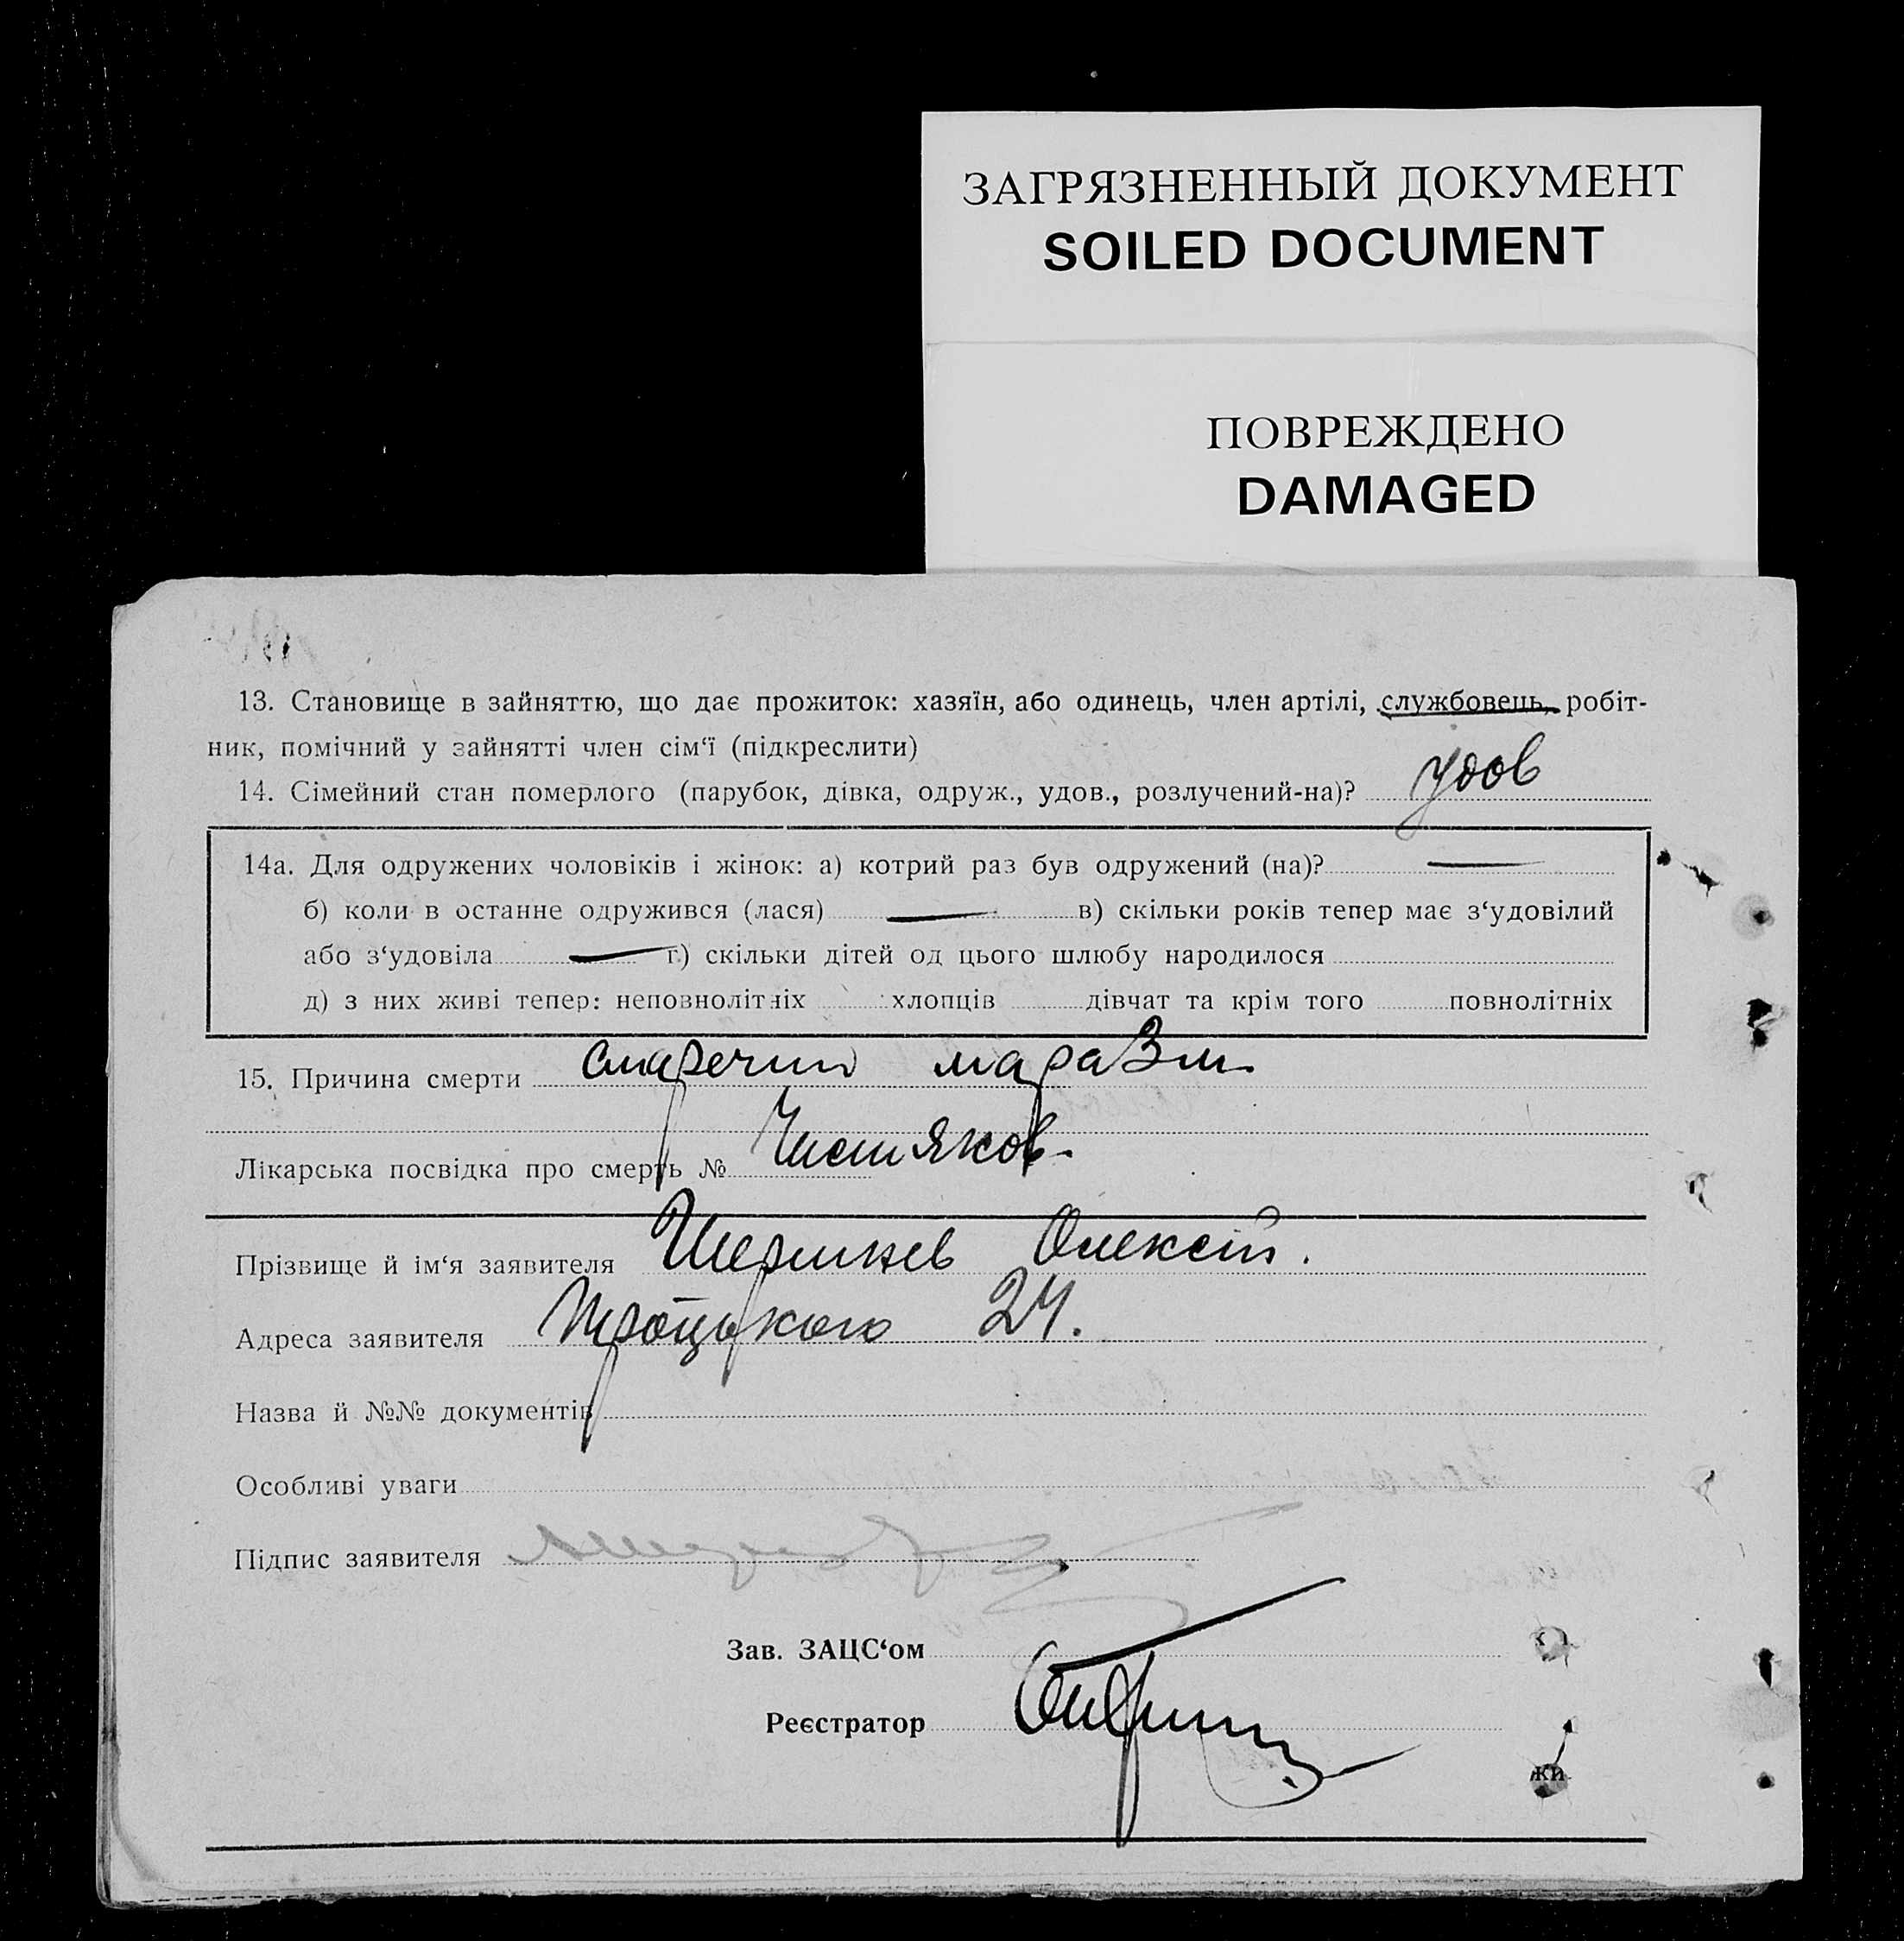 ЗАГРЯЗНЕННЫЙ ДОКУМЕНТ
SOILED DOCUMENT
ПОВРЕЖДЕНО
DAMAGED
13. Становище в зайняттю, що дає прожиток: хазяїн, або одинець, член артілі, службовець, робіт-
ник, помічний у зайнятті член сім‘ї (підкреслити)
14. Сімейний стан померлого (парубок, дівка, одруж., удов., розлучений-на)? удов
14а. Для одружених чоловіків і жінок: а) котрий раз був одружений (на)? —
б) коли в останне одружився (лася) — в) скільки років тепер має з‘удовілий
або з‘удовіла — г) скільки дітей од цього шлюбу народилося
д) з них живі тепер: неповнолітніх хлопців дівчат та крім того повнолітніх
15. Причина смерти старечий маразм
Лікарська посвідка про смерть № Чистяков
Прізвище й ім‘я заявителя Олексій.
Адреса заявителя Троцького 24.
Назва й №№ документів
Особливі уваги
Підпис заявителя
Зав. ЗАЦС‘ом
Реєстратор
жи